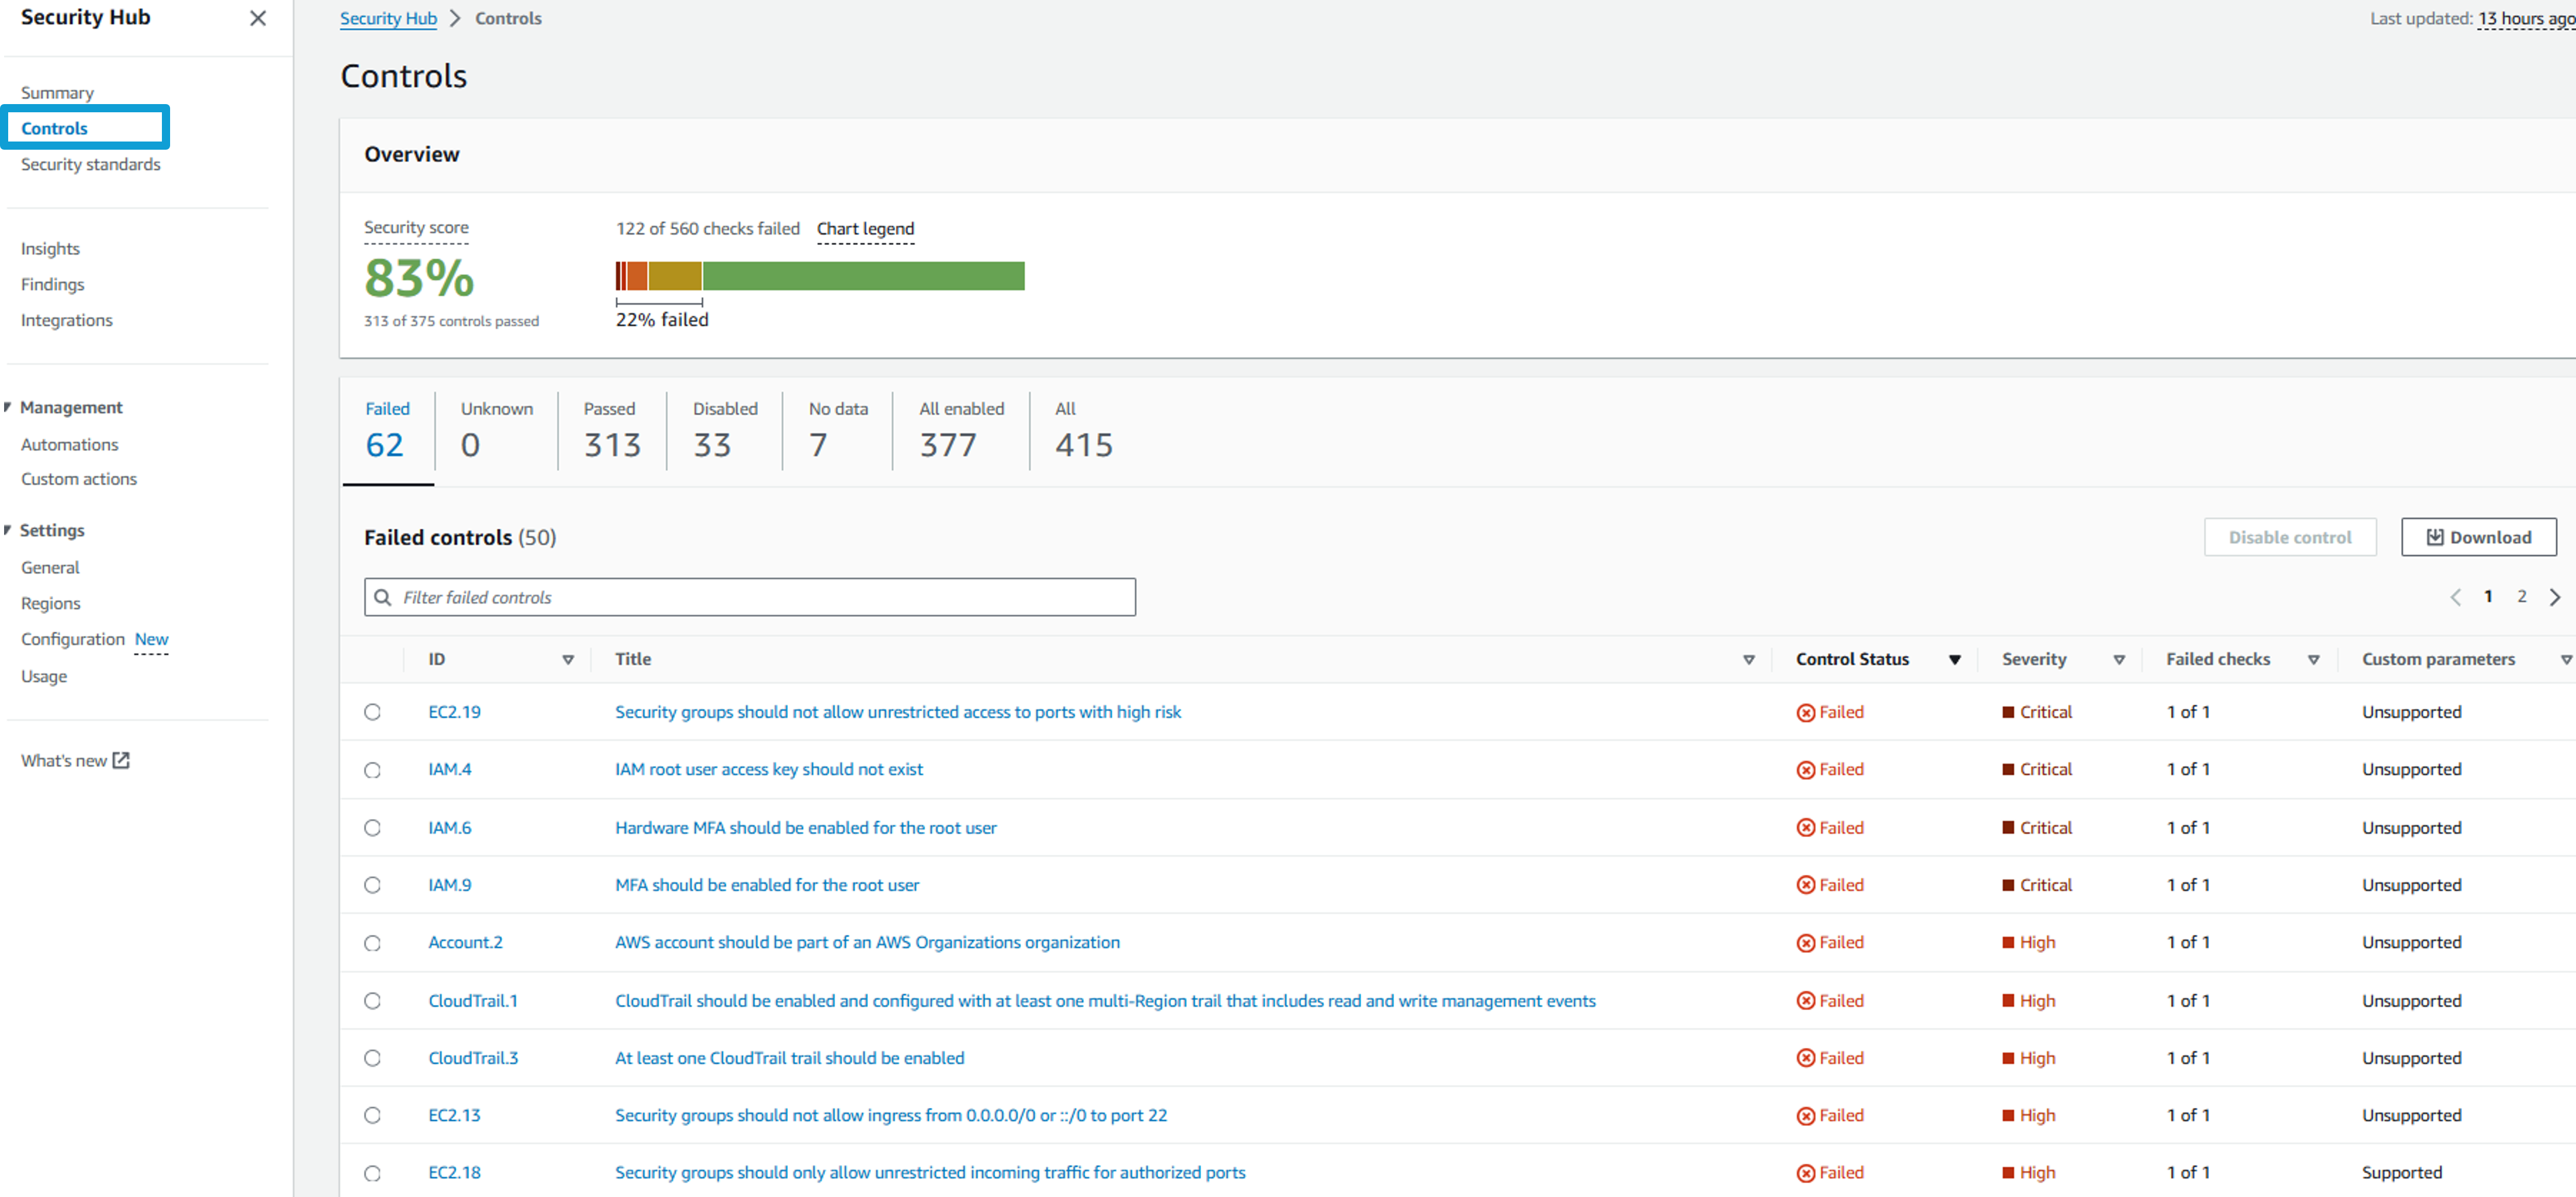 Security Hub
Security Hub > Controls
Last updated: 13 hours ago
Summary
Controls
Security standards
Insights
Findings
Integrations
Management
Automations
Custom actions
Settings
General
Regions
Configuration New
Usage
What's new
Controls
Overview
Security score
83%
313 of 375 controls passed
122 of 560 checks failed Chart legend
22% failed
Failed Unknown Passed Disabled No data All enabled All
62 0 313 33 7 377 415
Failed controls (50)
Disable control Download
Filter failed controls
1 2
ID Title Control Status Severity Failed checks Custom parameters
EC2.19 Security groups should not allow unrestricted access to ports with high risk Failed Critical 1 of 1 Unsupported
IAM.4 IAM root user access key should not exist Failed Critical 1 of 1 Unsupported
IAM.6 Hardware MFA should be enabled for the root user Failed Critical 1 of 1 Unsupported
IAM.9 MFA should be enabled for the root user Failed Critical 1 of 1 Unsupported
Account.2 AWS account should be part of an AWS Organizations organization Failed High 1 of 1 Unsupported
CloudTrail.1 CloudTrail should be enabled and configured with at least one multi-Region trail that includes read and write management events Failed High 1 of 1 Unsupported
CloudTrail.3 At least one CloudTrail trail should be enabled Failed High 1 of 1 Unsupported
EC2.13 Security groups should not allow ingress from 0.0.0.0/0 or ::/0 to port 22 Failed High 1 of 1 Unsupported
EC2.18 Security groups should only allow unrestricted incoming traffic for authorized ports Failed High 1 of 1 Supported